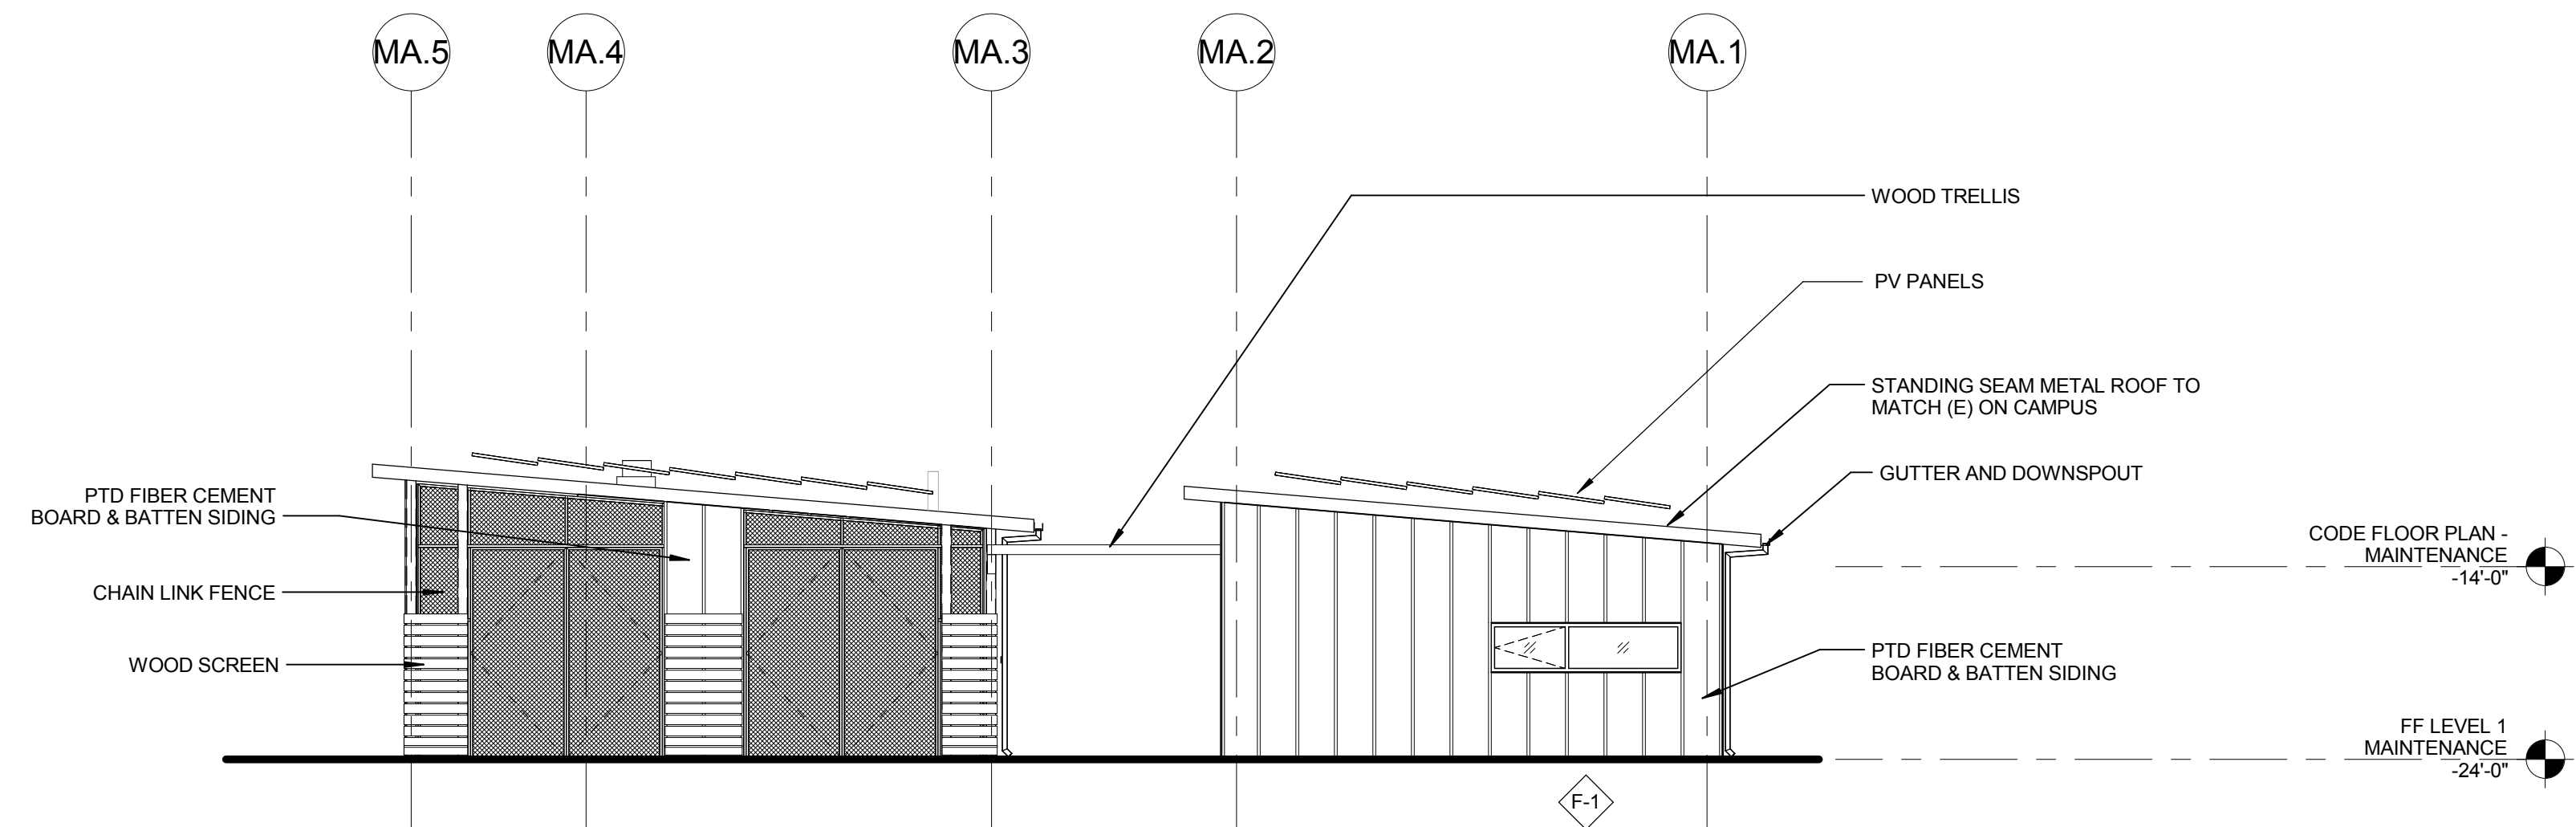 MA.5
MA.4
MA.3
MA.2
MA.1
WOOD TRELLIS
PV PANELS
STANDING SEAM METAL ROOF TO
MATCH (E) ON CAMPUS
GUTTER AND DOWNSPOUT
PTD FIBER CEMENT
BOARD & BATTEN SIDING
CHAIN LINK FENCE
WOOD SCREEN
CODE FLOOR PLAN -
MAINTENANCE
-14'-0"
PTD FIBER CEMENT
BOARD & BATTEN SIDING
FF LEVEL 1
MAINTENANCE
-24'-0"
F-1